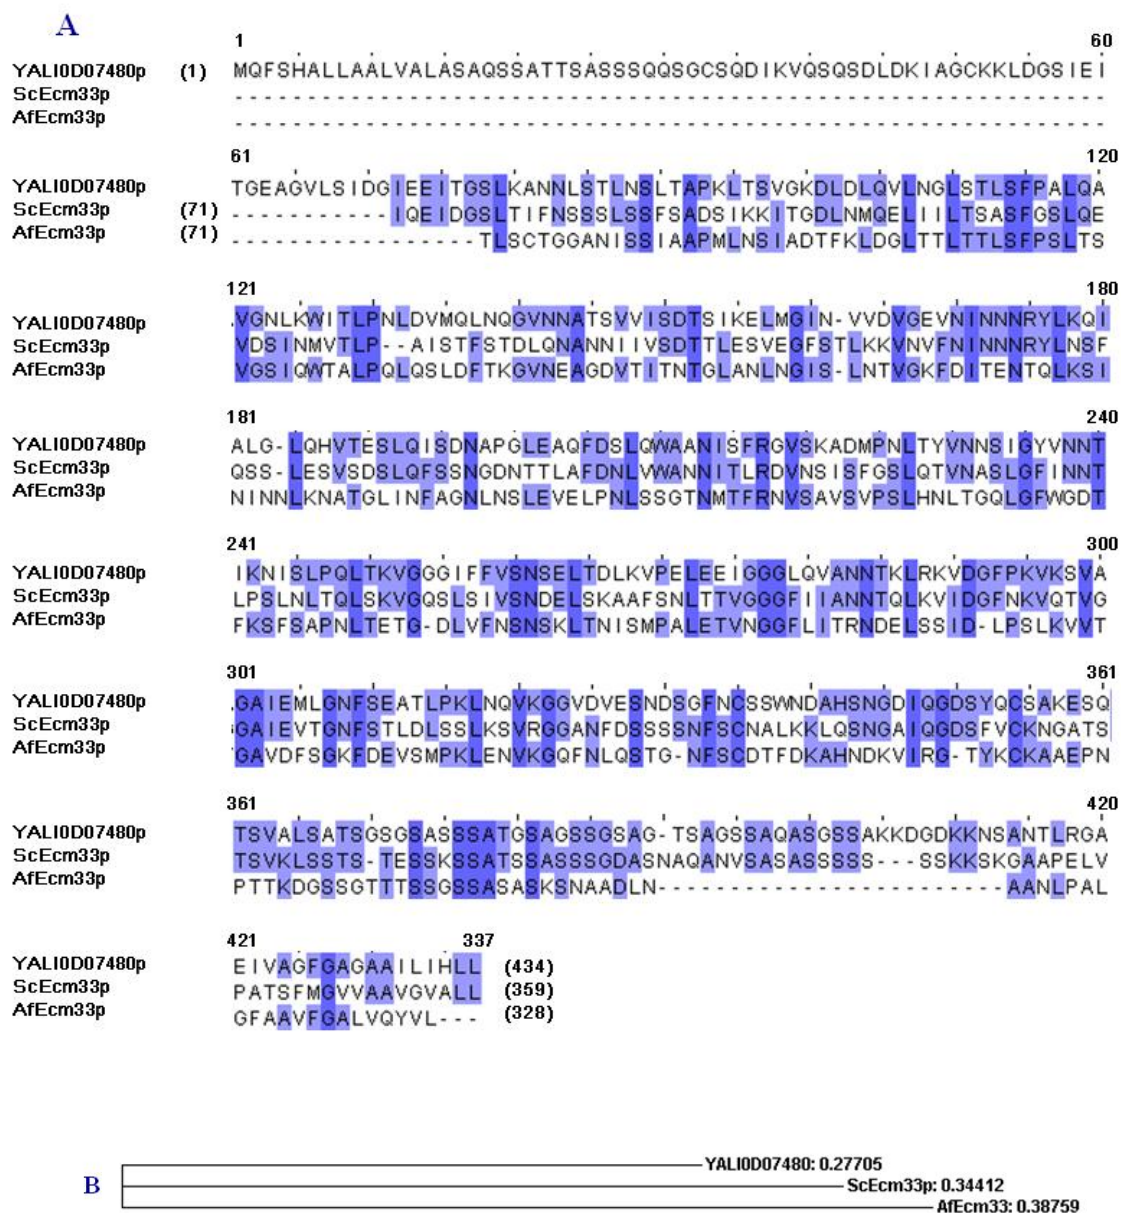 A
1 60
YALI0D07480p (1) MQFSHALLAALVALASAQSSATTSASSSQQSGCSQDIKVQSQSDLDKIAGCKKLDGSIEI
ScEcm33p ------------------------------------------------------------
AfEcm33p ------------------------------------------------------------
61 120
YALI0D07480p TGEAGVLSIDGIEEITGSLKANNLSTLNSLTAPKLTSVGKDLDLQVLNGLSTLSFPALQA
ScEcm33p (71) -----------IQEIDGSLTIFNSSSLSSFSADSIKKITGDLNMQELIILTSASFGSLQE
AfEcm33p (71) -----------------TLSCTGGANISSIAAPMLNSIADTFKLDGLTTLTTLSFPSLTS
121 180
YALI0D07480p VGNLKWITLPNLDVMQLNQGVNNATSVVISDTSIKELMGIN-VVDVGEVNINNNRYLKQI
ScEcm33p VDSINMVTLP--AISTFSTDLQNANNIIVSDTTLESVEGFSTLKKVNVFNINNNRYLNSF
AfEcm33p VGSIQWTALPQLQSLDFTKGVNEAGDVTITNTGLANLNGIS-LNTVGKFDITENTQLKSI
181 240
YALI0D07480p ALG-LQHVTESLQISDNAPGLEAQFDSLQWAANISFRGVSKADMPNLTYVNNSIGYVNNT
ScEcm33p QSS-LESVSDSLQFSSNGDNTTLAFDNLVWANNITLRDVNSISFGSLQTVNASLGFINNT
AfEcm33p NINNLKNATGLINFAGNLNSLEVELPNLSSGTNMTFRNVSAVSVPSLHNLTGQLGFWGDT
241 300
YALI0D07480p IKNISLPQLTKVGGGIFFVSNSELTDLKVPELEEIGGGLQVANNTKLRKVDGFPKVKSVA
ScEcm33p LPSLNLTQLSKVGQSLSIVSNDELSKAAFSNLTTVGGGFIIANNTQLKVIDGFNKVQTVG
AfEcm33p FKSFSAPNLTETG-DLVFNSNSKLTNISMPALETVNGGFLITRNDELSSID-LPSLKVVT
301 361
YALI0D07480p GAIEMLGNFSEATLPKLNQVKGGVDVESNDSGFNCSSWNDAHSNGDIQGDSYQCSAKESQ
ScEcm33p GAIEVTGNFSTLDLSSLKSVRGGANFDSSSSNFSCNALKKLQSNGAIQGDSFVCKNGATS
AfEcm33p GAVDFSGKFDEVSMPKLENVKGQFNLQSTG-NFSCDTFDKAHNDKVIRG-TYKCKAAEPN
361 420
YALI0D07480p TSVALSATSGSGSASSSATGSAGSSGSAG-TSAGSSAQASGSSAKKDGDKKNSANTLRGA
ScEcm33p TSVKLSSTS-TESSKSSATSSASSSGDASNAQANVSASASSSSS---SSKKSKGAAPELV
AfEcm33p PTTKDGSSGTTTSSGSSASASKSNAADLN------------------------AANLPAL
421 337
YALI0D07480p EIVAGFGAGAAILIHLL (434)
ScEcm33p PATSFMGVVAAVGVALL (359)
AfEcm33p GFAAVFGALVQYVL--- (328)
B
YALI0D07480: 0.27705
ScEcm33p: 0.34412
AfEcm33: 0.38759